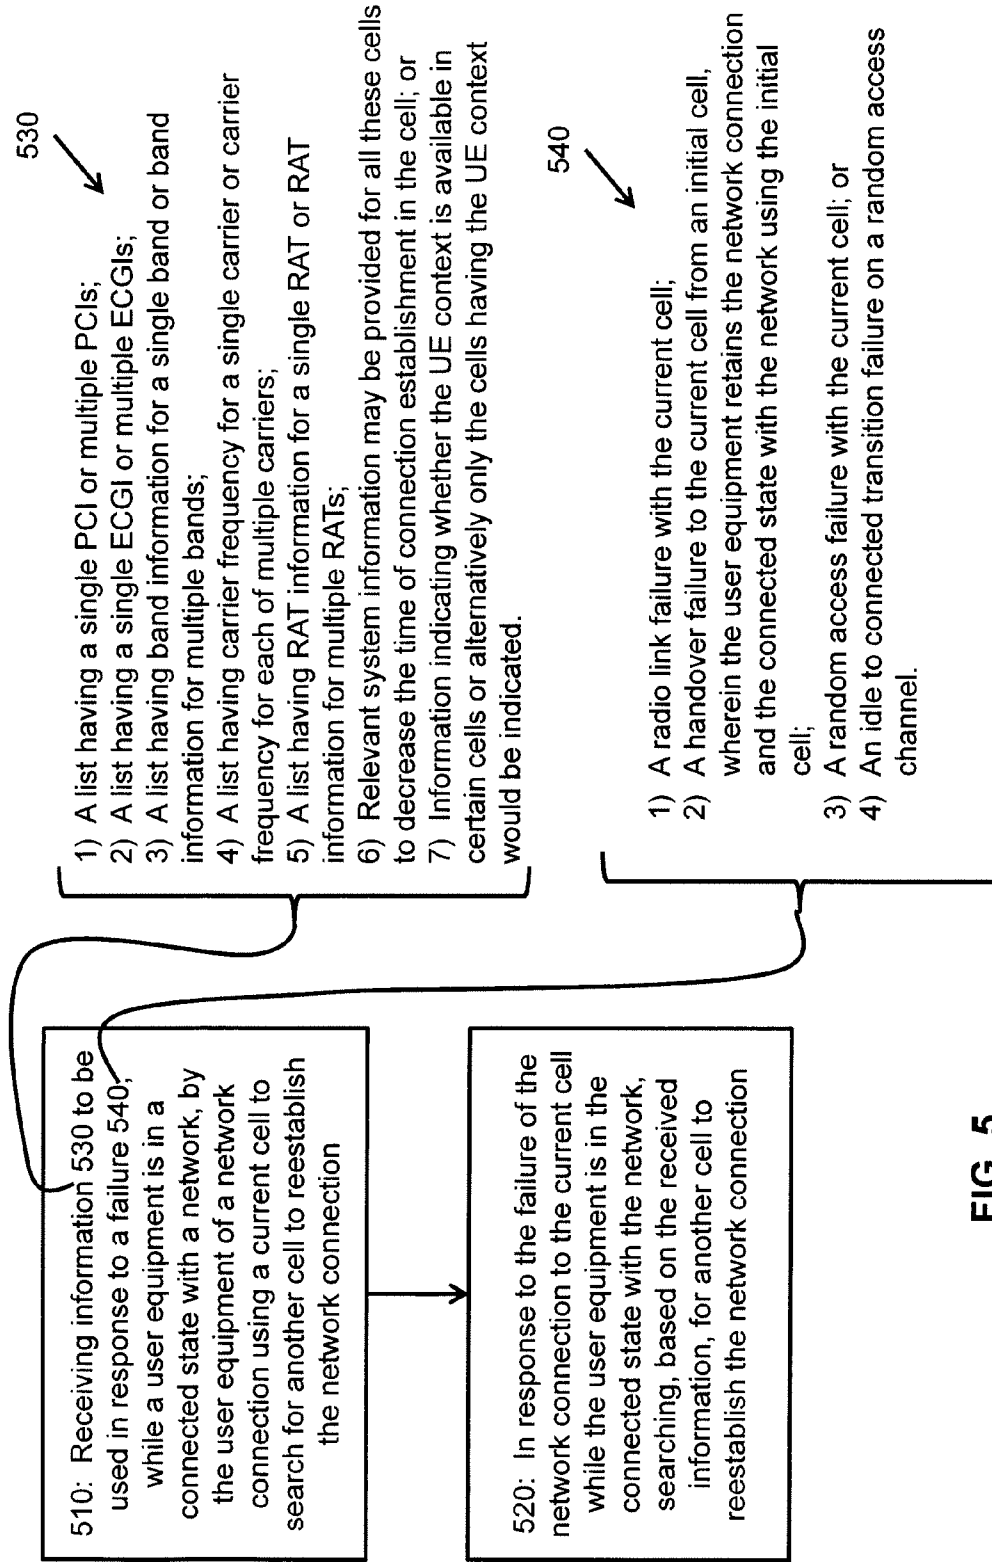 510: Receiving information 530 to be
used in response to a failure 540,
while a user equipment is in a
connected state with a network, by
the user equipment of a network
connection using a current cell to
search for another cell to reestablish
the network connection
520: In response to the failure of the
network connection to the current cell
while the user equipment is in the
connected state with the network,
searching, based on the received
information, for another cell to
reestablish the network connection
530
1) A list having a single PCI or multiple PCIs;
2) A list having a single ECGI or multiple ECGIs;
3) A list having band information for a single band or band
information for multiple bands;
4) A list having carrier frequency for a single carrier or carrier
frequency for each of multiple carriers;
5) A list having RAT information for a single RAT or RAT
information for multiple RATs;
6) Relevant system information may be provided for all these cells
to decrease the time of connection establishment in the cell; or
7) Information indicating whether the UE context is available in
certain cells or alternatively only the cells having the UE context
would be indicated.
540
1) A radio link failure with the current cell;
2) A handover failure to the current cell from an initial cell,
wherein the user equipment retains the network connection
and the connected state with the network using the initial
cell;
3) A random access failure with the current cell; or
4) An idle to connected transition failure on a random access
channel.
FIG. 5